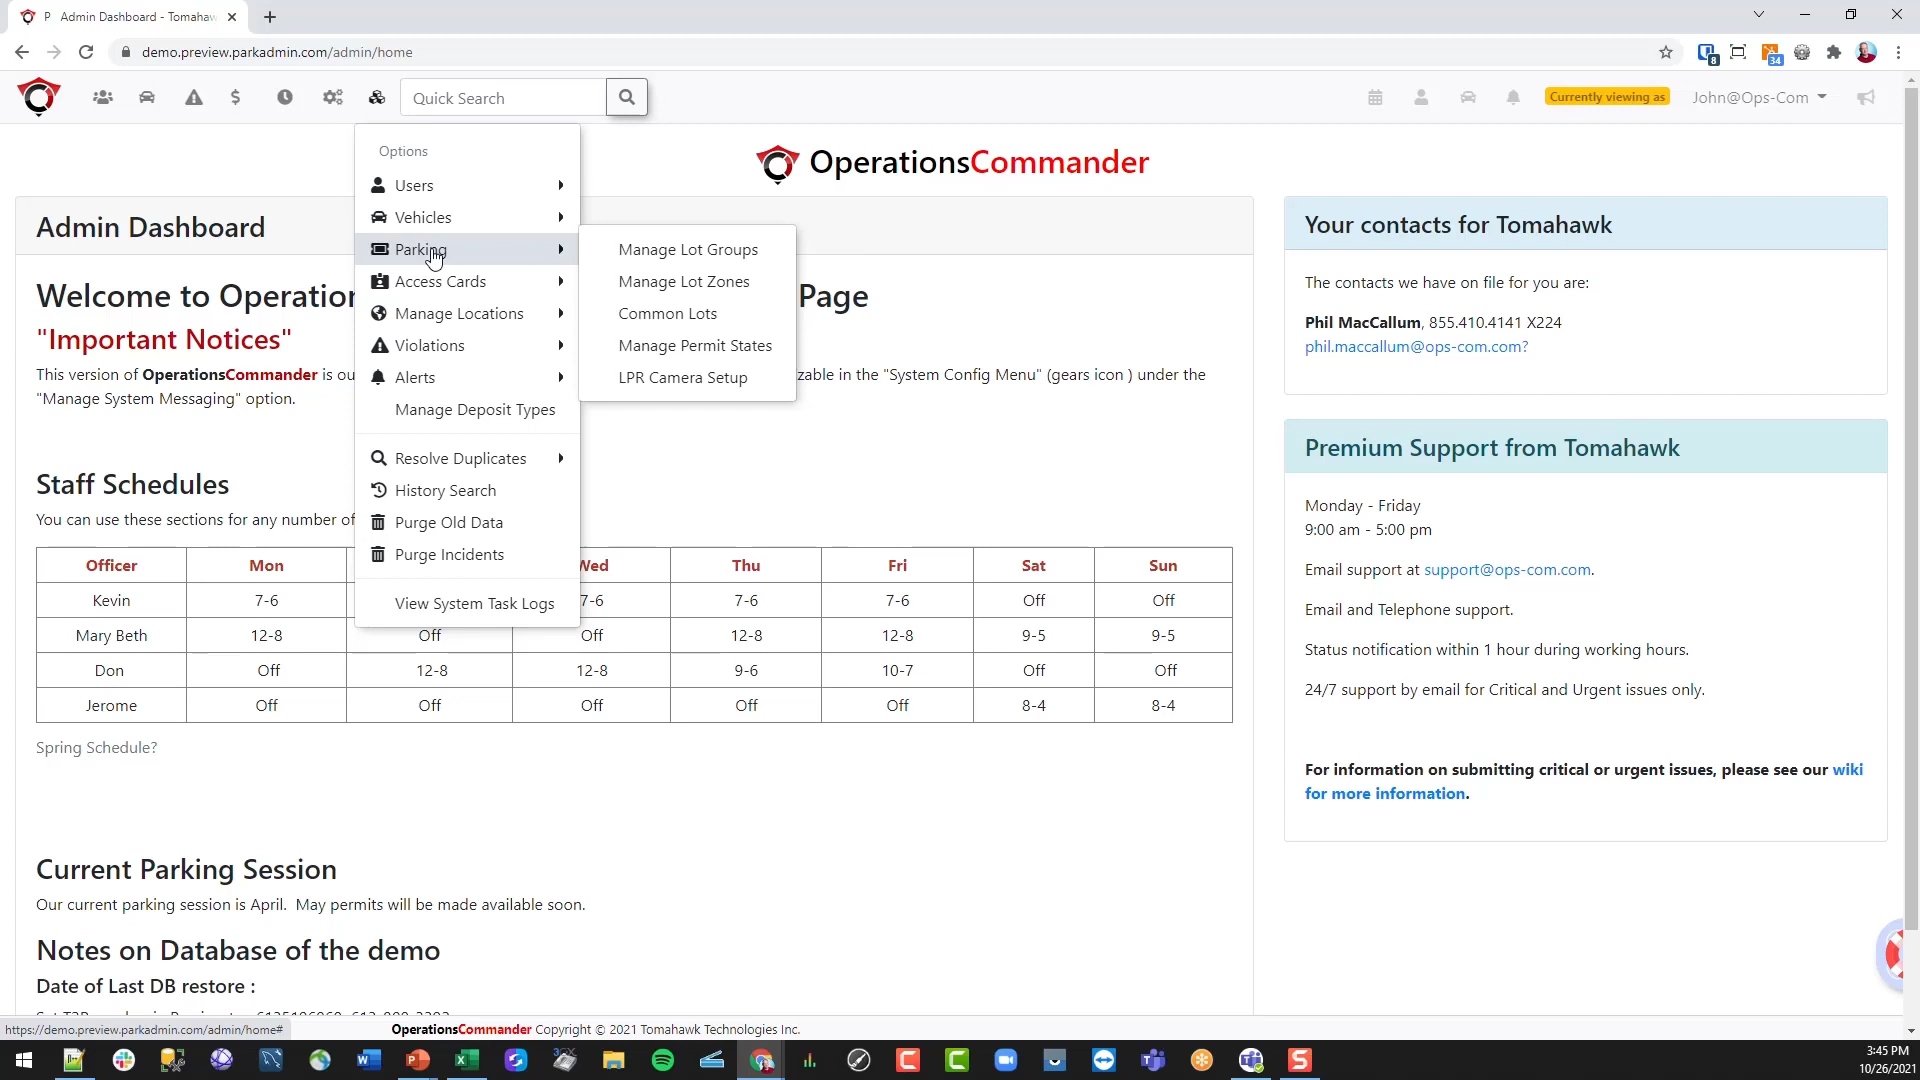 P Admin Dashboard - Tomahaw
demo.preview.parkadmin.com/admin/home
8
34
Quick Search
Currently viewing as
John@Ops-Com
Options
Users
Vehicles
Parking
Access Cards
Manage Locations
Violations
Alerts
Manage Deposit Types
Resolve Duplicates
History Search
Purge Old Data
Purge Incidents
View System Task Logs
Manage Lot Groups
Manage Lot Zones
Common Lots
Manage Permit States
LPR Camera Setup
OperationsCommander
Admin Dashboard
Welcome to Operation Page
"Important Notices"
This version of OperationsCommander is ou zable in the "System Config Menu" (gears icon ) under the
"Manage System Messaging" option.
Staff Schedules
You can use these sections for any number of
Officer Mon Wed Thu Fri Sat Sun
Kevin 7-6 7-6 7-6 7-6 Off Off
Mary Beth 12-8 Off Off 12-8 12-8 9-5 9-5
Don Off 12-8 12-8 9-6 10-7 Off Off
Jerome Off Off Off Off Off 8-4 8-4
Spring Schedule?
Current Parking Session
Our current parking session is April. May permits will be made available soon.
Notes on Database of the demo
Date of Last DB restore :
Your contacts for Tomahawk
The contacts we have on file for you are:
Phil MacCallum, 855.410.4141 X224
phil.maccallum@ops-com.com?
Premium Support from Tomahawk
Monday - Friday
9:00 am - 5:00 pm
Email support at support@ops-com.com.
Email and Telephone support.
Status notification within 1 hour during working hours.
24/7 support by email for Critical and Urgent issues only.
For information on submitting critical or urgent issues, please see our wiki
for more information.
https://demo.preview.parkadmin.com/admin/home#
OperationsCommander Copyright © 2021 Tomahawk Technologies Inc.
3:45 PM
10/26/2021